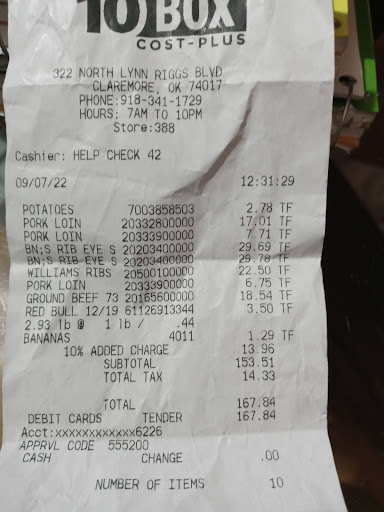 10 BOX
COST-PLUS
322 NORTH LYNN RIGGS BLVD
CLAREMORE, OK 74017
PHONE:918-341-1729
HOURS: 7AM TO 10PM
Store:388
Cashier: HELP CHECK 42
09/07/22 12:31:29
POTATOES 7003858503 2.78 TF
PORK LOIN 20332800000 17.01 TF
PORK LOIN 20333900000 7.71 TF
BN;S RIB EYE S 20203400000 29.69 TF
BN;S RIB EYE S 20203400000 29.78 TF
WILLIAMS RIBS 20500100000 22.50 TF
PORK LOIN 20333900000 6.75 TF
GROUND BEEF 73 20165600000 18.54 TF
RED BULL 12/19 61126913344 3.50 TF
2.93 lb @ 1 lb / .44
BANANAS 4011 1.29 TF
10% ADDED CHARGE 13.96
SUBTOTAL 153.51
TOTAL TAX 14.33
TOTAL 167.84
DEBIT CARDS TENDER 167.84
Acct:xxxxxxxxxxxx6226
APPRVL CODE 555200
CASH CHANGE .00
NUMBER OF ITEMS 10